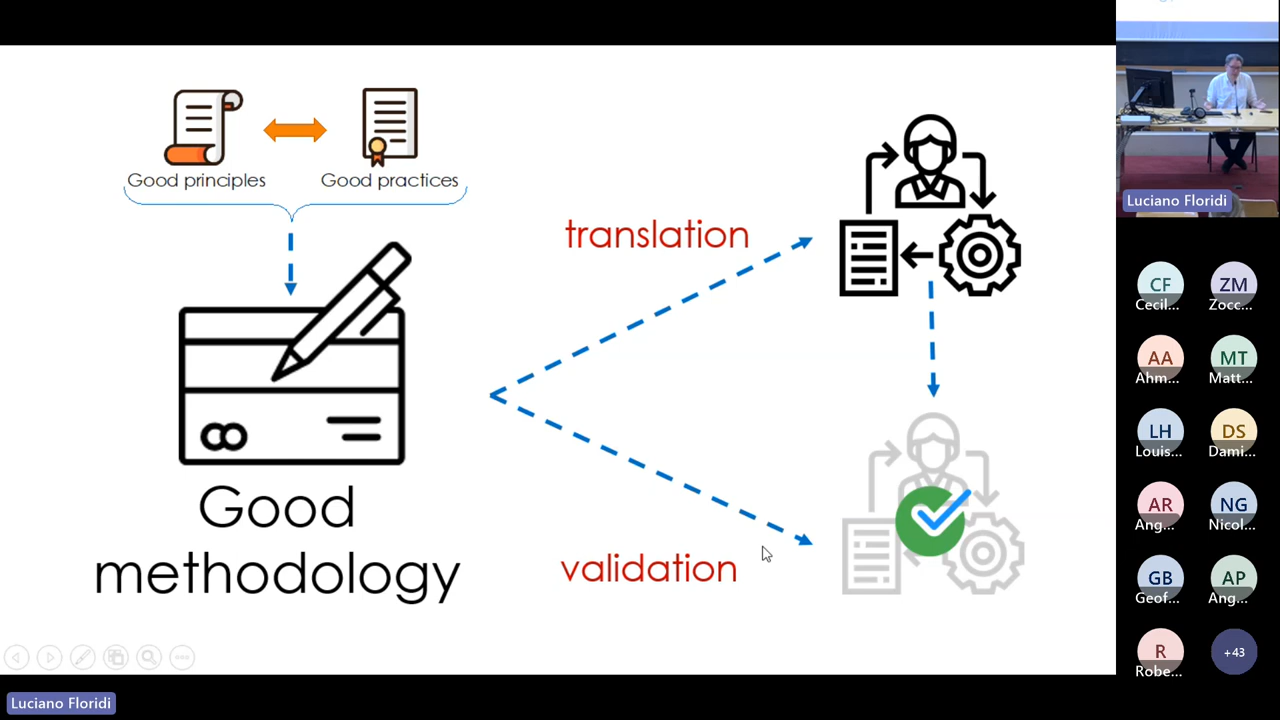 Good principles
Good practices
translation
Good
methodology
validation
Luciano Floridi
Luciano Floridi
CF
Cecil...
ZM
Zocc...
AA
Ahm...
MT
Matt...
LH
Louis...
DS
Dami...
AR
Ang...
NG
Nicol...
GB
Geof...
AP
Ang...
R
Robe...
+43